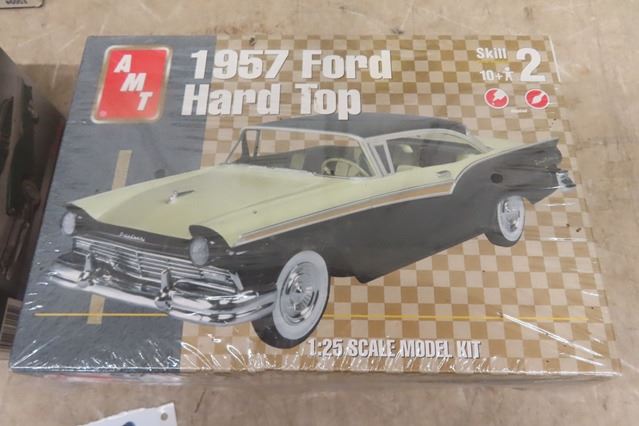 AMT
1957 Ford
Hard Top
Skill 2
10+
1:25 SCALE MODEL KIT